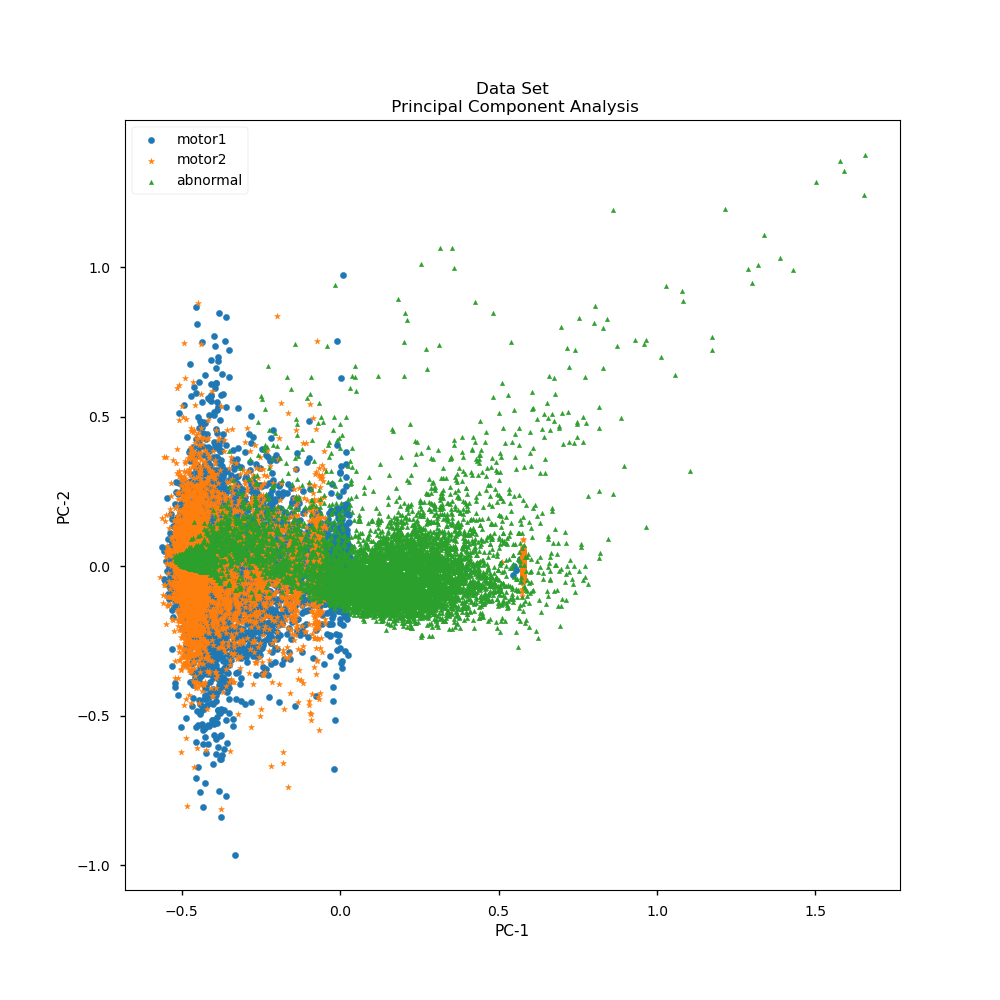 Data Set
Principal Component Analysis
motor1
motor2
abnormal
1.0
0.5
0.0
−0.5
−1.0
PC-2
−0.5
0.0
0.5
1.0
1.5
PC-1